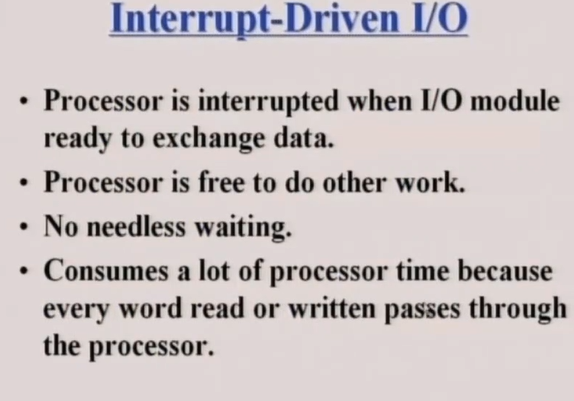 Interrupt-Driven I/O
• Processor is interrupted when I/O module
ready to exchange data.
• Processor is free to do other work.
• No needless waiting.
• Consumes a lot of processor time because
every word read or written passes through
the processor.